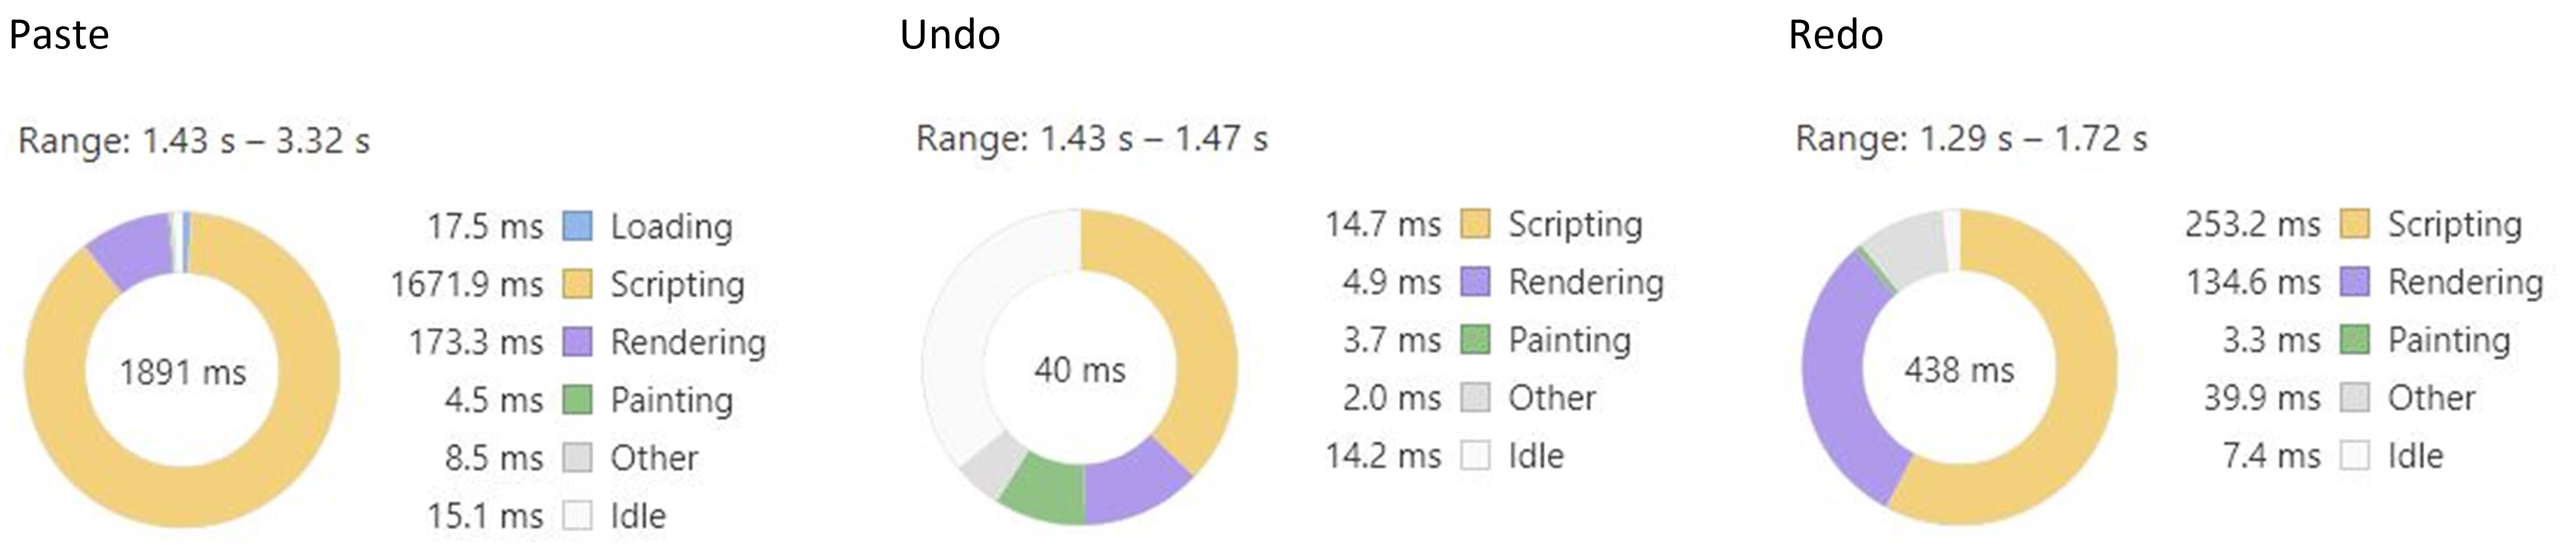 Paste
Range: 1.43 s – 3.32 s
1891 ms
17.5 ms Loading
1671.9 ms Scripting
173.3 ms Rendering
4.5 ms Painting
8.5 ms Other
15.1 ms Idle
Undo
Range: 1.43 s – 1.47 s
40 ms
14.7 ms Scripting
4.9 ms Rendering
3.7 ms Painting
2.0 ms Other
14.2 ms Idle
Redo
Range: 1.29 s – 1.72 s
438 ms
253.2 ms Scripting
134.6 ms Rendering
3.3 ms Painting
39.9 ms Other
7.4 ms Idle